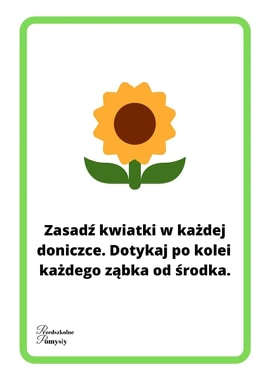 Zasadź kwiatki w każdej
doniczce. Dotykaj po kolei
każdego ząbka od środka.
Przedszkolne
Pomysły